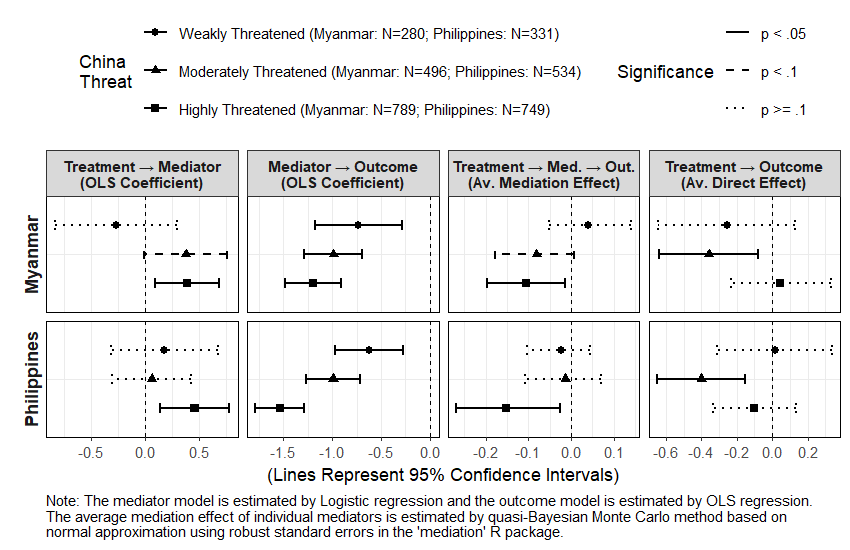 China
Threat
Weakly Threatened (Myanmar: N=280; Philippines: N=331)
Moderately Threatened (Myanmar: N=496; Philippines: N=534)
Highly Threatened (Myanmar: N=789; Philippines: N=749)
Significance
p < .05
p < .1
p >= .1
Treatment → Mediator
(OLS Coefficient)
Mediator → Outcome
(OLS Coefficient)
Treatment → Med. → Out.
(Av. Mediation Effect)
Treatment → Outcome
(Av. Direct Effect)
Myanmar
Philippines
-0.5 0.0 0.5
-1.5 -1.0 -0.5 0.0
-0.2 -0.1 0.0 0.1
-0.6 -0.4 -0.2 0.0 0.2
(Lines Represent 95% Confidence Intervals)
Note: The mediator model is estimated by Logistic regression and the outcome model is estimated by OLS regression.
The average mediation effect of individual mediators is estimated by quasi-Bayesian Monte Carlo method based on
normal approximation using robust standard errors in the 'mediation' R package.